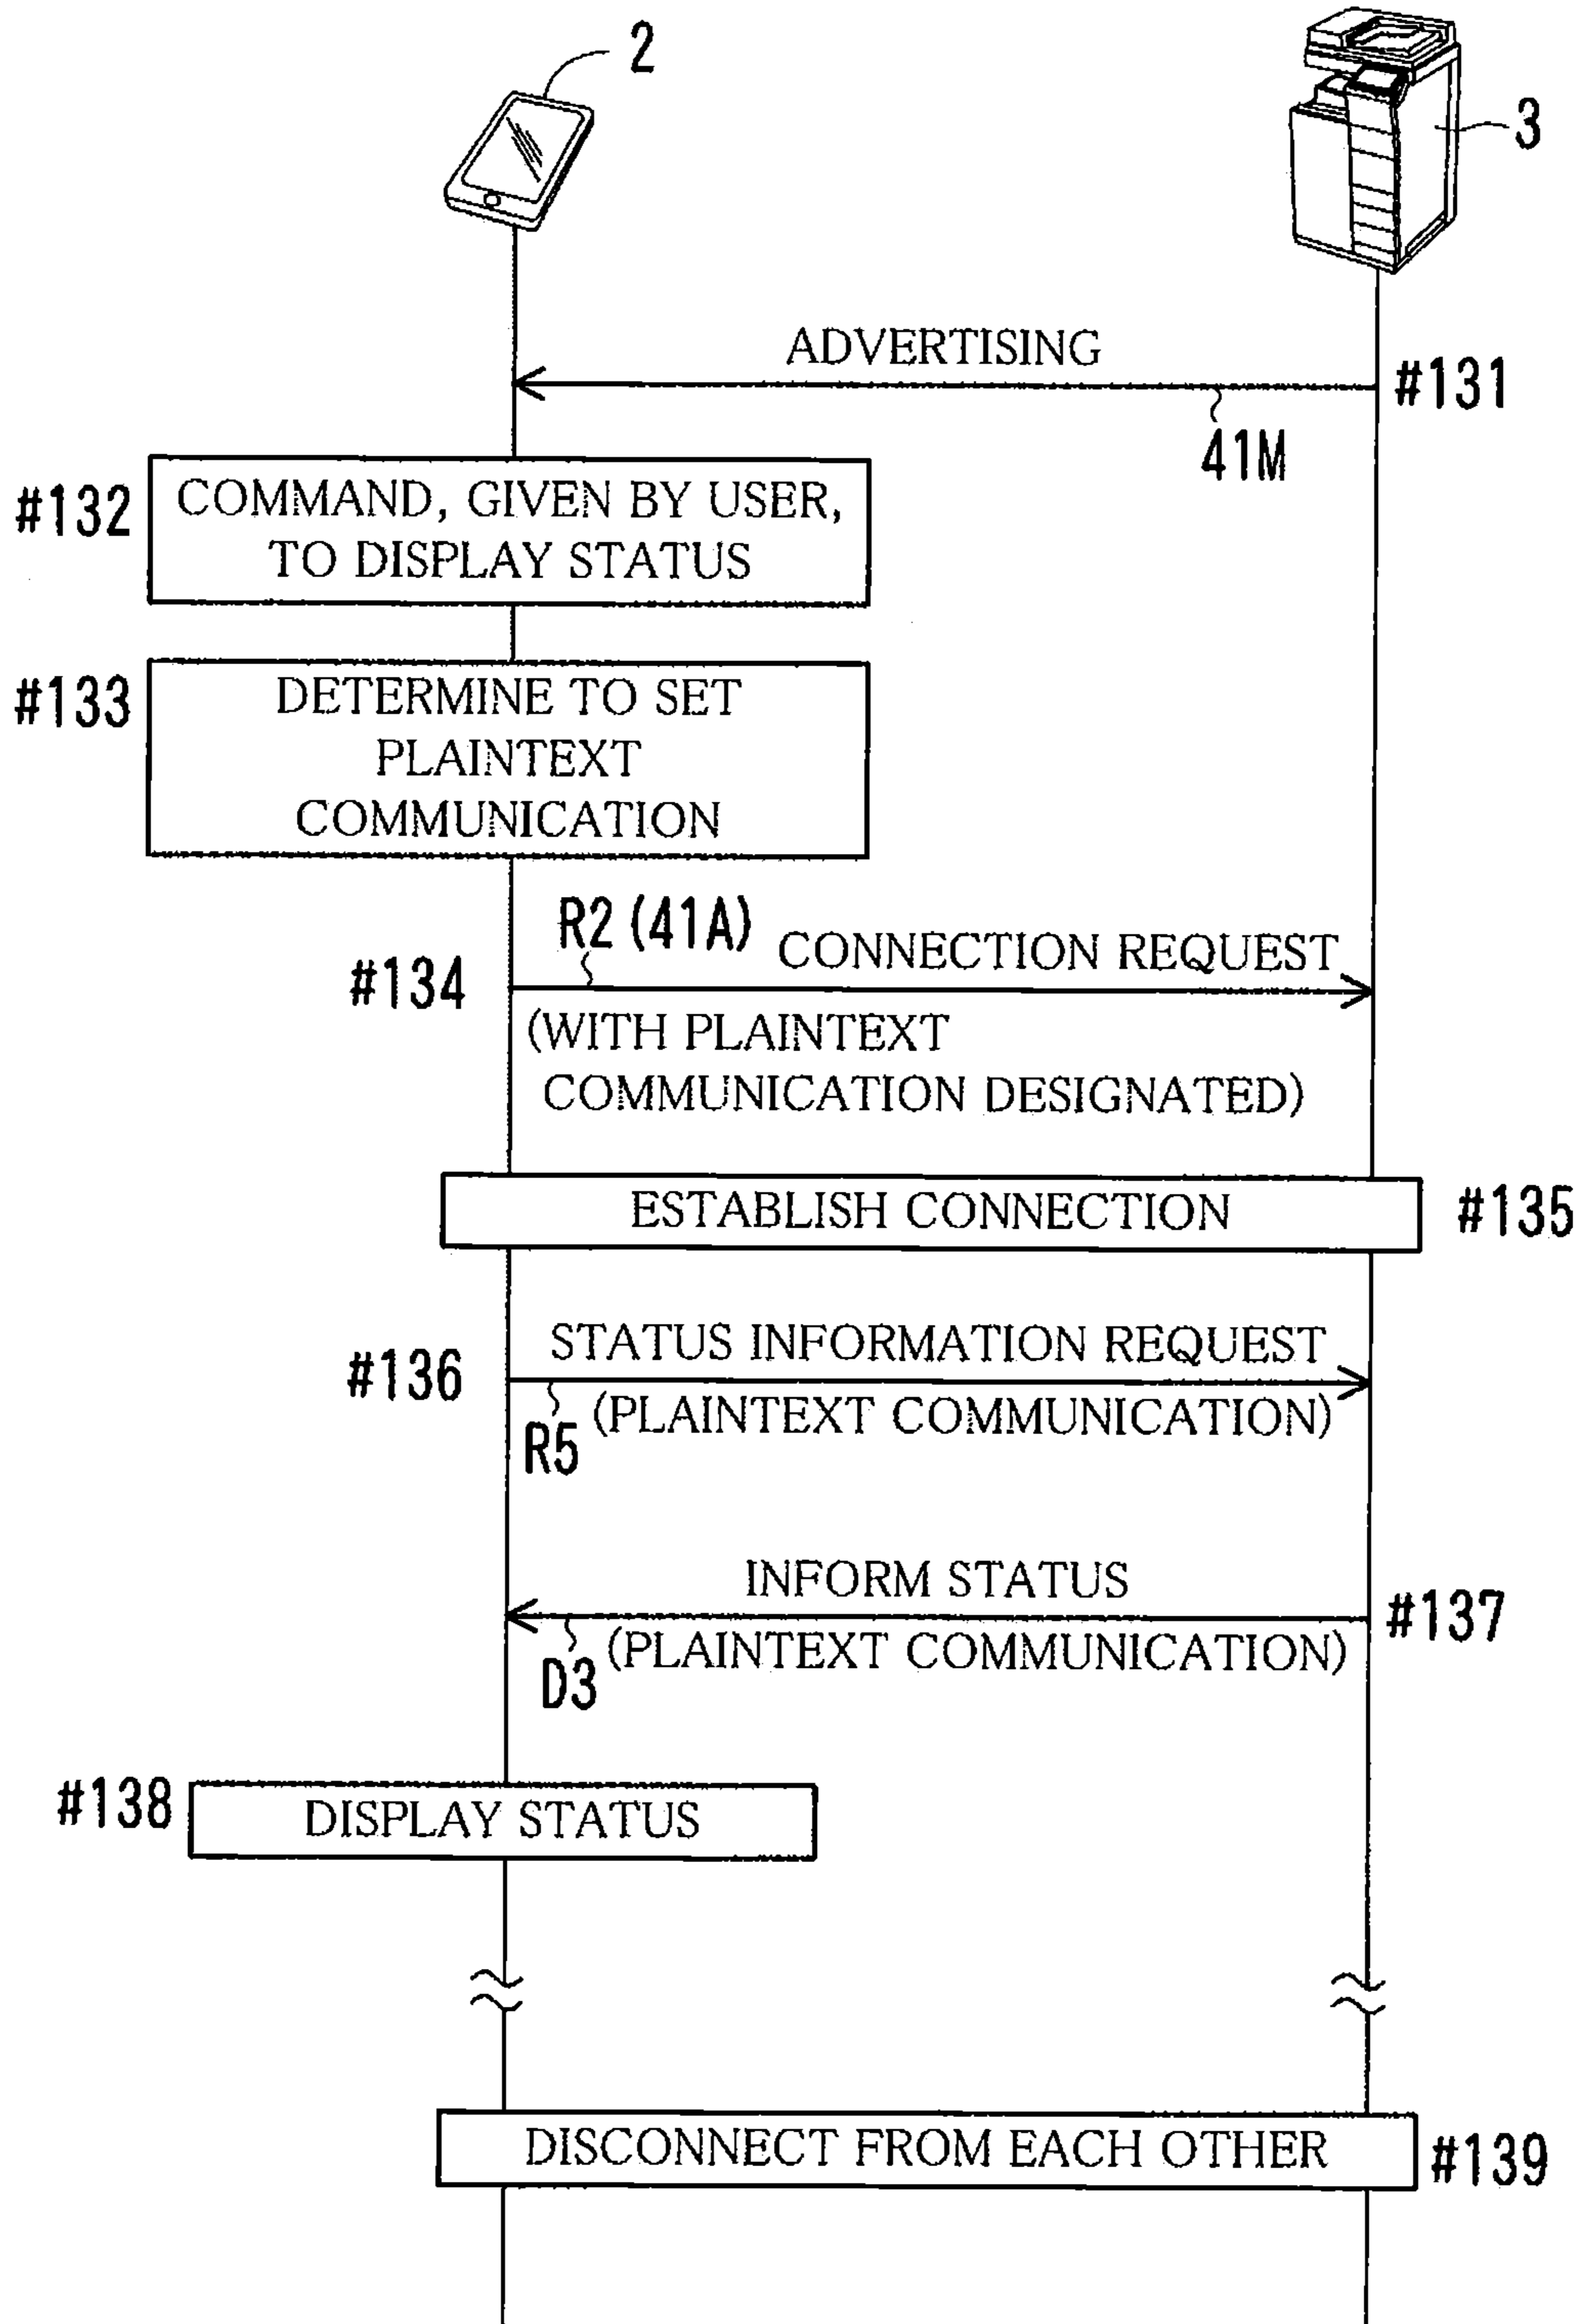 2
3
ADVERTISING
#131
41M
#132
COMMAND, GIVEN BY USER,
TO DISPLAY STATUS
#133
DETERMINE TO SET
PLAINTEXT
COMMUNICATION
R2 (41A)
CONNECTION REQUEST
#134
(WITH PLAINTEXT
COMMUNICATION DESIGNATED)
ESTABLISH CONNECTION
#135
STATUS INFORMATION REQUEST
#136
(PLAINTEXT COMMUNICATION)
R5
INFORM STATUS
#137
(PLAINTEXT COMMUNICATION)
D3
#138
DISPLAY STATUS
DISCONNECT FROM EACH OTHER
#139